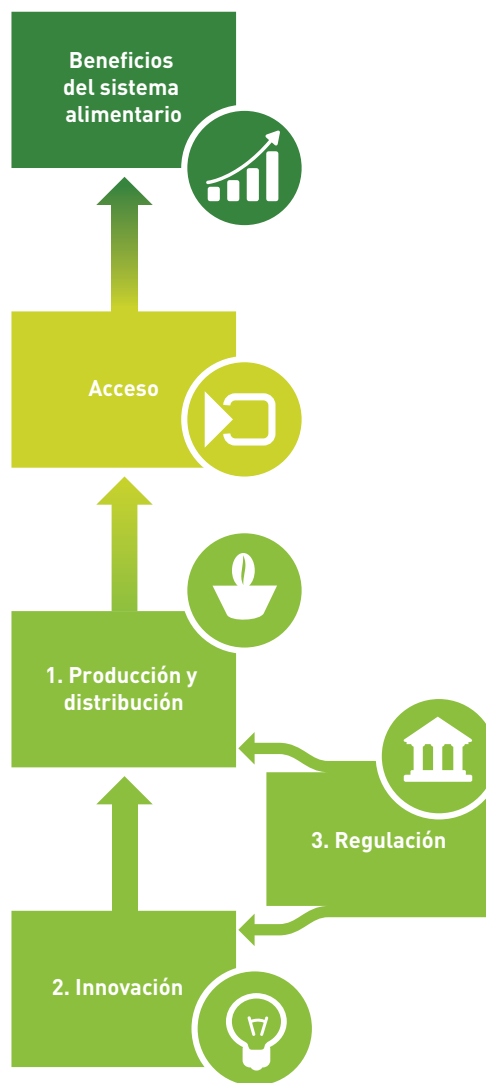 Beneficios
del sistema
alimentario
Acceso
1. Producción y
distribución
3. Regulación
2. Innovación